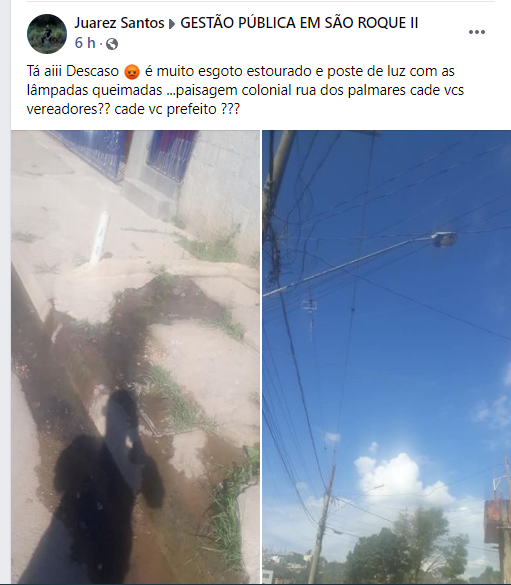 Juarez Santos ▸ GESTÃO PÚBLICA EM SÃO ROQUE II
6 h ·
Tá aiii Descaso 😡 é muito esgoto estourado e poste de luz com as
lâmpadas queimadas ...paisagem colonial rua dos palmares cade vcs
vereadores?? cade vc prefeito ???